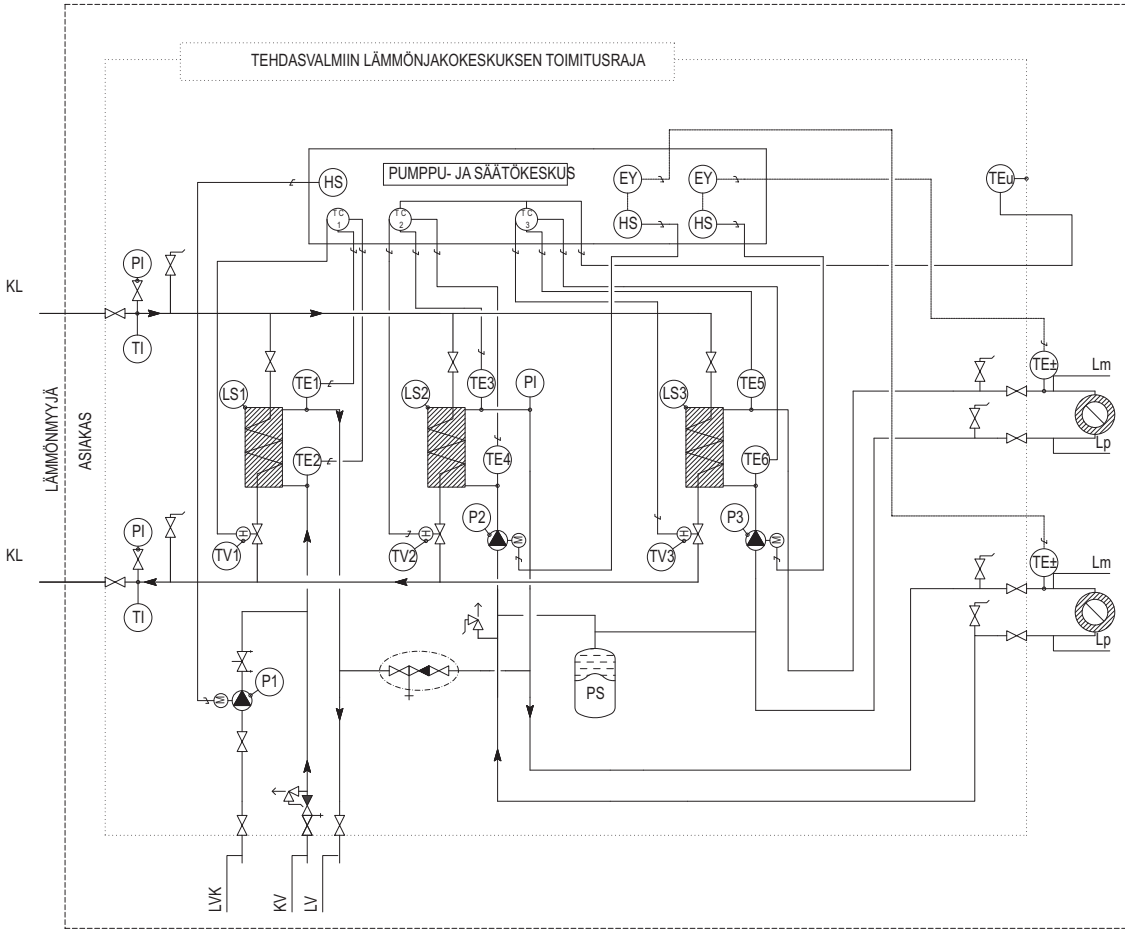 TEHDASVALMIIN LÄMMÖNJAKOKESKUKSEN TOIMITUSRAJA
PUMPPU- JA SÄÄTÖKESKUS
HS
EY
EY
TEu
TC
1
TC
2
TC
3
HS
HS
PI
KL
TI
TE±
Lm
LS1
TE1
LS2
TE3
PI
LS3
TE5
Lp
TE2
TE4
TE6
LÄMMÖNMYYJÄ
ASIAKAS
P2
M
P3
M
PI
H
TV1
H
TV2
H
TV3
KL
TI
TE±
Lm
Lp
P1
M
PS
LVK
KV
LV